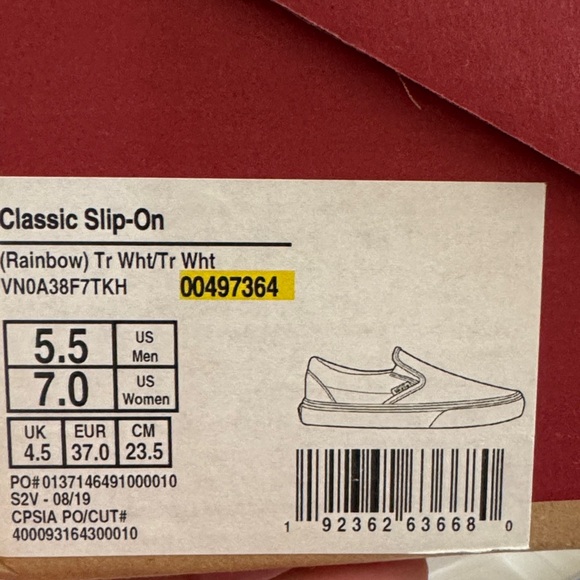 Classic Slip-On
(Rainbow) Tr Wht/Tr Wht
VN0A38F7TKH 00497364
5.5 US Men
7.0 US Women
UK EUR CM
4.5 37.0 23.5
PO# 0137146491000010
S2V - 08/19
CPSIA PO/CUT#
400093164300010
1 92362 63668 0